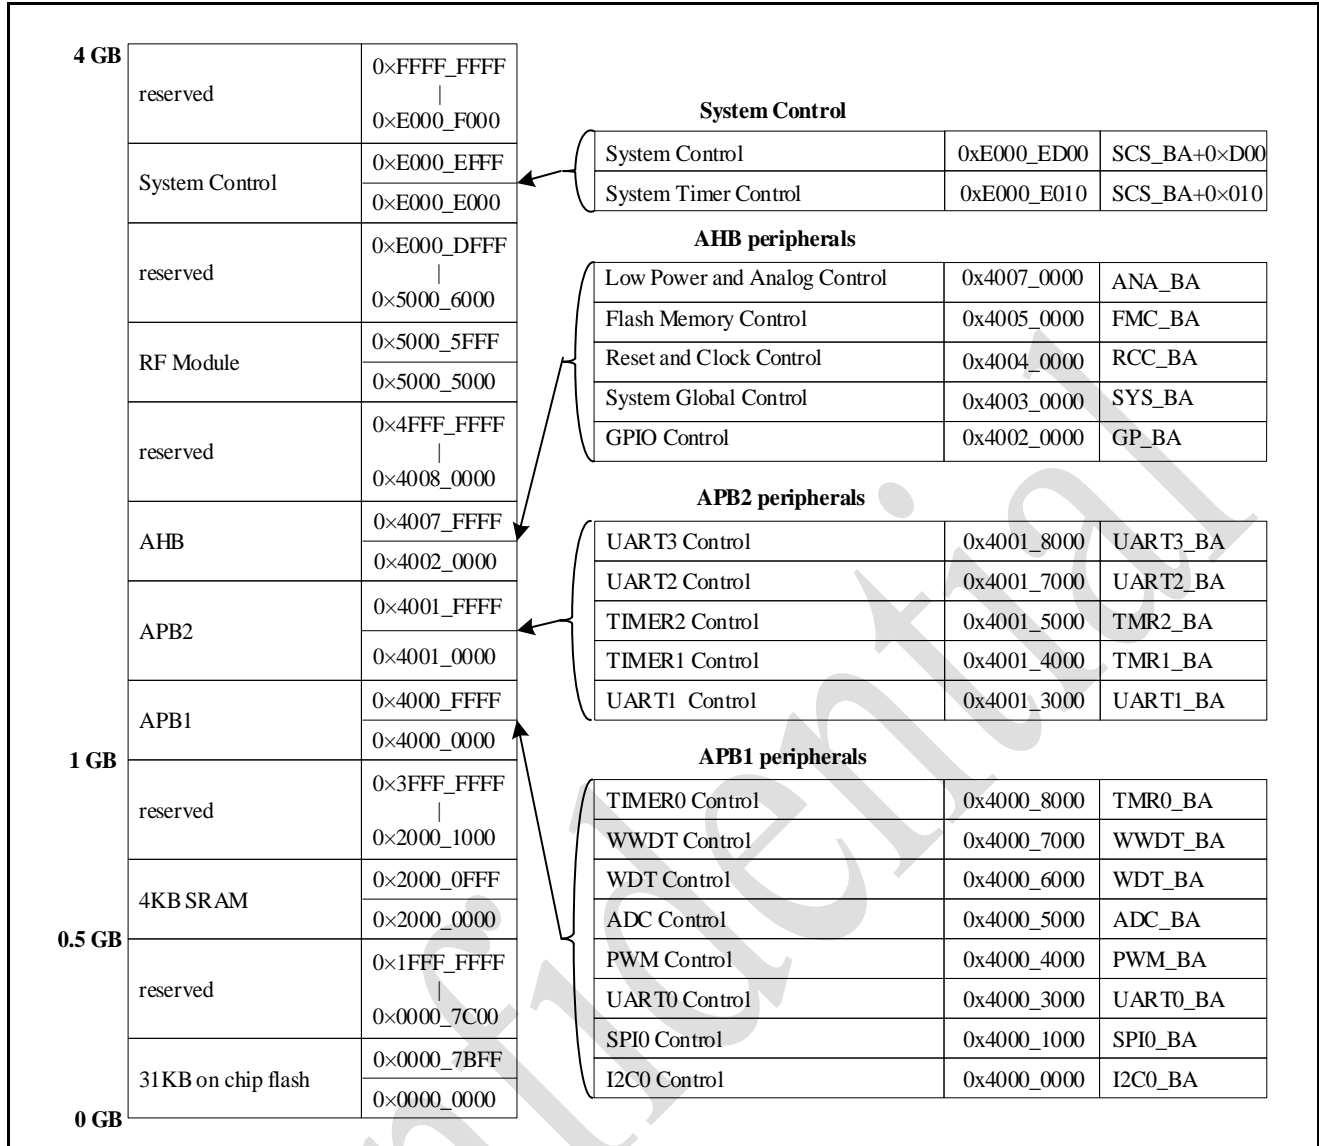 4 GB
reserved
0×FFFF_FFFF
|
0×E000_F000
System Control
0×E000_EFFF
0×E000_E000
reserved
0×E000_DFFF
|
0×5000_6000
RF Module
0×5000_5FFF
0×5000_5000
reserved
0×4FFF_FFFF
|
0×4008_0000
AHB
0×4007_FFFF
0×4002_0000
APB2
0×4001_FFFF
0×4001_0000
APB1
0×4000_FFFF
0×4000_0000
1 GB
reserved
0×3FFF_FFFF
|
0×2000_1000
4KB SRAM
0×2000_0FFF
0×2000_0000
0.5 GB
reserved
0×1FFF_FFFF
|
0×0000_7C00
31KB on chip flash
0×0000_7BFF
0×0000_0000
0 GB
System Control
System Control 0xE000_ED00 SCS_BA+0×D00
System Timer Control 0xE000_E010 SCS_BA+0×010
AHB peripherals
Low Power and Analog Control 0x4007_0000 ANA_BA
Flash Memory Control 0x4005_0000 FMC_BA
Reset and Clock Control 0x4004_0000 RCC_BA
System Global Control 0x4003_0000 SYS_BA
GPIO Control 0x4002_0000 GP_BA
APB2 peripherals
UART3 Control 0x4001_8000 UART3_BA
UART2 Control 0x4001_7000 UART2_BA
TIMER2 Control 0x4001_5000 TMR2_BA
TIMER1 Control 0x4001_4000 TMR1_BA
UART1 Control 0x4001_3000 UART1_BA
APB1 peripherals
TIMER0 Control 0x4000_8000 TMR0_BA
WWDT Control 0x4000_7000 WWDT_BA
WDT Control 0x4000_6000 WDT_BA
ADC Control 0x4000_5000 ADC_BA
PWM Control 0x4000_4000 PWM_BA
UART0 Control 0x4000_3000 UART0_BA
SPI0 Control 0x4000_1000 SPI0_BA
I2C0 Control 0x4000_0000 I2C0_BA
fidential